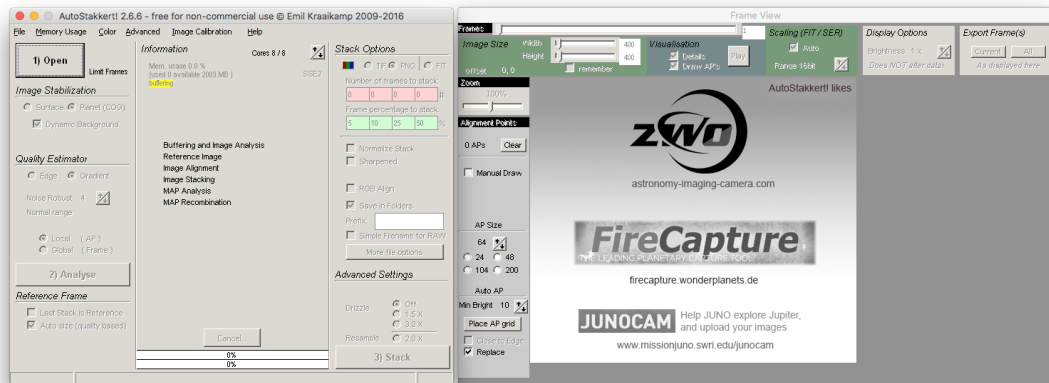 AutoStakkert! 2.6.6 - free for non-commercial use © Emil Kraaikamp 2009-2016
File Memory Usage Color Advanced Image Calibration Help
1) Open
Limit Frames
Image Stabilization
Surface Planet (COG)
Dynamic Background
Quality Estimator
Edge Gradient
Noise Robust 4
Normal range
Local (AP)
Global (Frame)
2) Analyse
Reference Frame
Last Stack is Reference
Auto size (quality based)
Information
Cores 8 / 8
Mem. usage 0.0 %
(used 0 available 2003 MB )
SSE2
buffering
Buffering and Image Analysis
Reference Image
Image Alignment
Image Stacking
MAP Analysis
MAP Recombination
Cancel...
0%
0%
Stack Options
TIF PNG FIT
Number of frames to stack:
0 0 0 0 #
Frame percentage to stack:
5 10 25 50 %
Normalize Stack
Sharpened
RGB Align
Save in Folders
Prefix
Simple Filename for RAW
More file options
Advanced Settings
Drizzle
Off
1.5 X
3.0 X
Resample 2.0 X
3) Stack
Frame View
Frames
1
Image Size
Width 400
Height 400
offset 0, 0
remember
Visualisation
Details
Draw AP's
Play
Scaling (FIT / SER)
Auto
Range 16bit
Display Options
Brightness 1 x
Does NOT alter data!
Export Frame(s)
Current All
As displayed here
Zoom
100%
Alignment Points
0 APs Clear
Manual Draw
AP Size
64
24 48
104 200
Auto AP
Min Bright 10
Place AP grid
Close to Edge
Replace
AutoStakkert! likes
ZWO
astronomy-imaging-camera.com
FireCapture
THE LEADING PLANETARY CAPTURE TOOL
firecapture.wonderplanets.de
JUNOCAM
Help JUNO explore Jupiter,
and upload your images
www.missionjuno.swri.edu/junocam